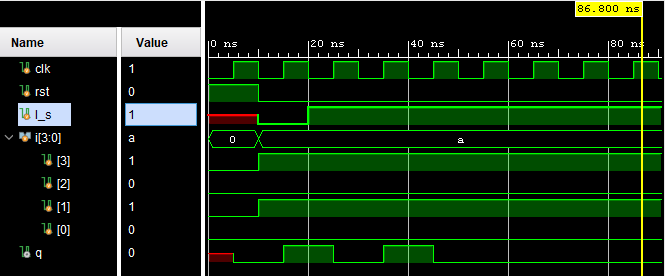 86.800 ns
Name Value
0 ns 20 ns 40 ns 60 ns 80 ns
clk 1
rst 0
l_s 1
i[3:0] a 0 a
[3] 1
[2] 0
[1] 1
[0] 0
q 0